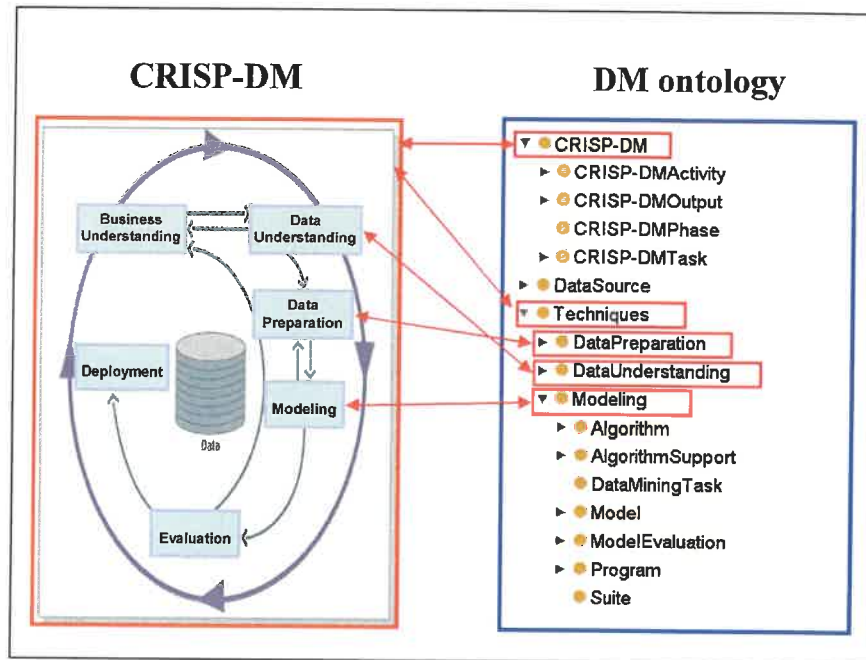 CRISP-DM
DM ontology
Business
Understanding
Data
Understanding
Data
Preparation
Deployment
Modeling
Data
Evaluation
CRISP-DM
CRISP-DMActivity
CRISP-DMOutput
CRISP-DMPhase
CRISP-DMTask
DataSource
Techniques
DataPreparation
DataUnderstanding
Modeling
Algorithm
AlgorithmSupport
DataMiningTask
Model
ModelEvaluation
Program
Suite